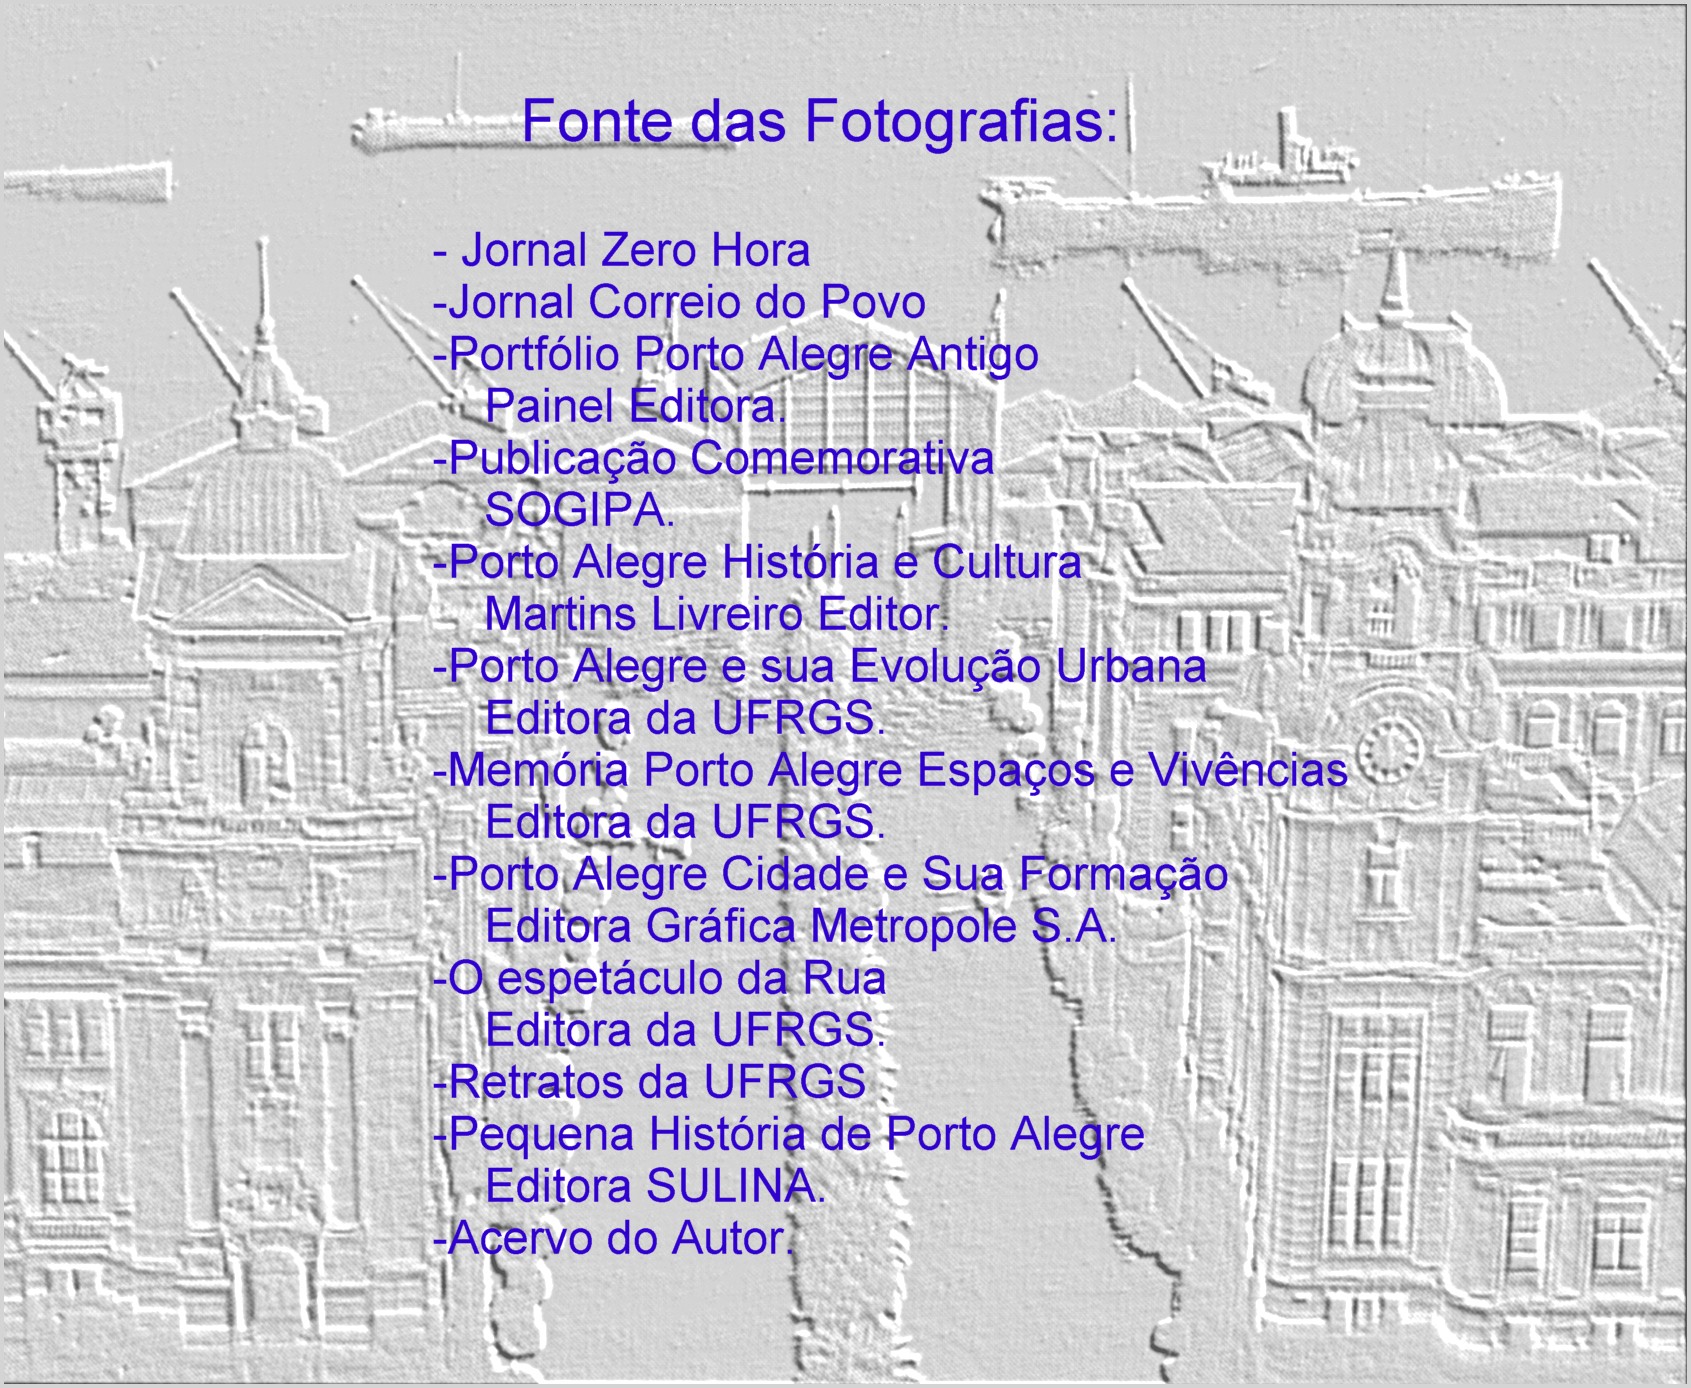 Fonte das Fotografias:
- Jornal Zero Hora
-Jornal Correio do Povo
-Portfólio Porto Alegre Antigo
Painel Editora.
-Publicação Comemorativa
SOGIPA.
-Porto Alegre História e Cultura
Martins Livreiro Editor.
-Porto Alegre e sua Evolução Urbana
Editora da UFRGS.
-Memória Porto Alegre Espaços e Vivências
Editora da UFRGS.
-Porto Alegre Cidade e Sua Formação
Editora Gráfica Metropole S.A.
-O espetáculo da Rua
Editora da UFRGS.
-Retratos da UFRGS
-Pequena História de Porto Alegre
Editora SULINA.
-Acervo do Autor.